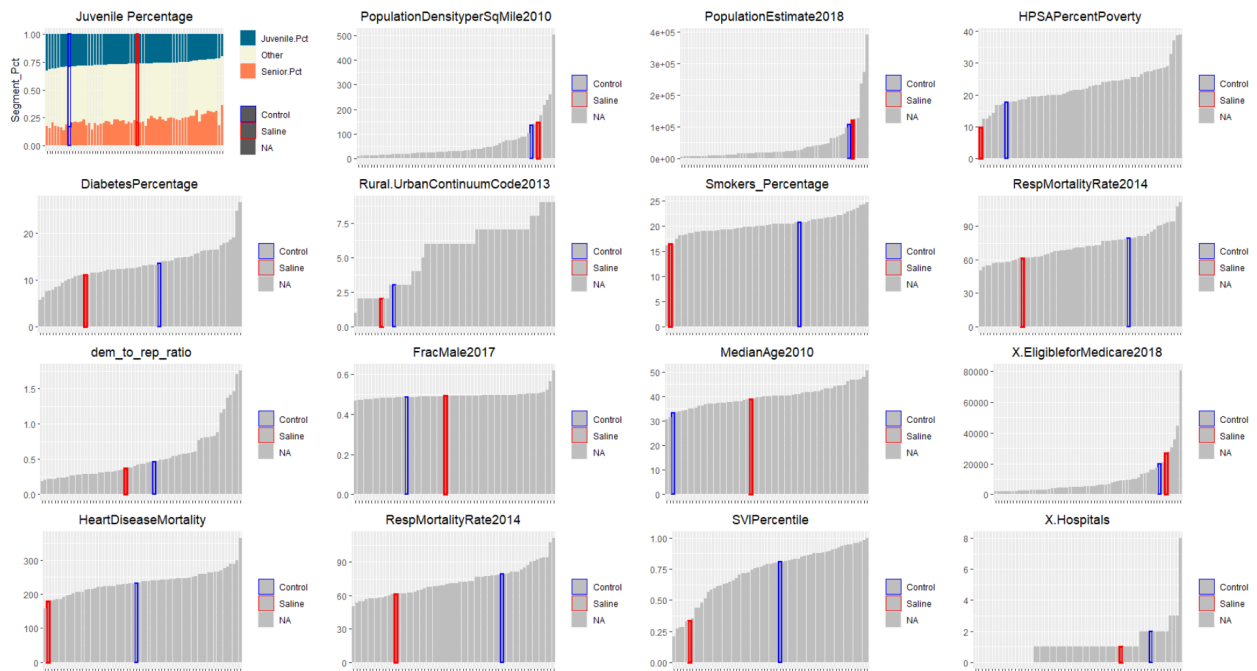 Juvenile Percentage
Segment_Pct
1.00
0.75
0.50
0.25
0.00
Juvenile.Pct
Other
Senior.Pct
Control
Saline
NA
PopulationDensityperSqMile2010
500
400
300
200
100
0
Control
Saline
NA
PopulationEstimate2018
4e+05
3e+05
2e+05
1e+05
0e+00
Control
Saline
NA
HPSAPercentPoverty
40
30
20
10
0
Control
Saline
NA
DiabetesPercentage
20
10
0
Control
Saline
NA
Rural.UrbanContinuumCode2013
7.5
5.0
2.5
0.0
Control
Saline
NA
Smokers_Percentage
25
20
15
10
5
0
Control
Saline
NA
RespMortalityRate2014
90
60
30
0
Control
Saline
NA
dem_to_rep_ratio
1.5
1.0
0.5
0.0
Control
Saline
NA
FracMale2017
0.6
0.4
0.2
0.0
Control
Saline
NA
MedianAge2010
50
40
30
20
10
0
Control
Saline
NA
X.EligibleforMedicare2018
80000
60000
40000
20000
0
Control
Saline
NA
HeartDiseaseMortality
300
200
100
0
Control
Saline
NA
RespMortalityRate2014
90
60
30
0
Control
Saline
NA
SVIPercentile
1.00
0.75
0.50
0.25
0.00
Control
Saline
NA
X.Hospitals
8
6
4
2
0
Control
Saline
NA